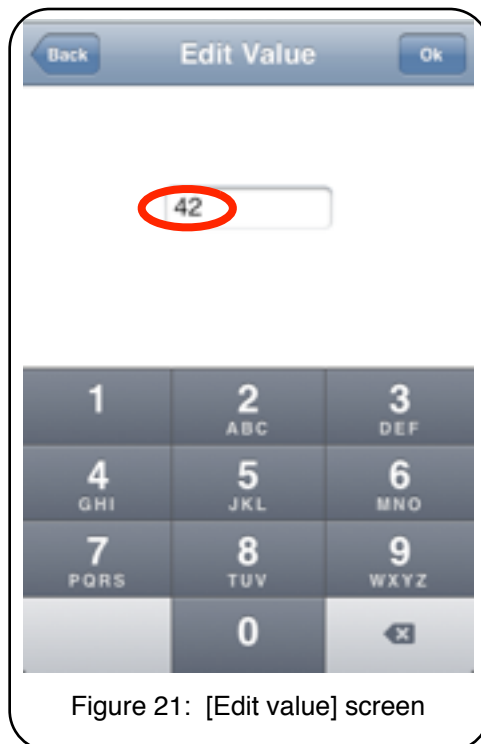 Back Edit Value Ok
42
1 2 3
ABC DEF
4 5 6
GHI JKL MNO
7 8 9
PQRS TUV WXYZ
0
Figure 21: [Edit value] screen